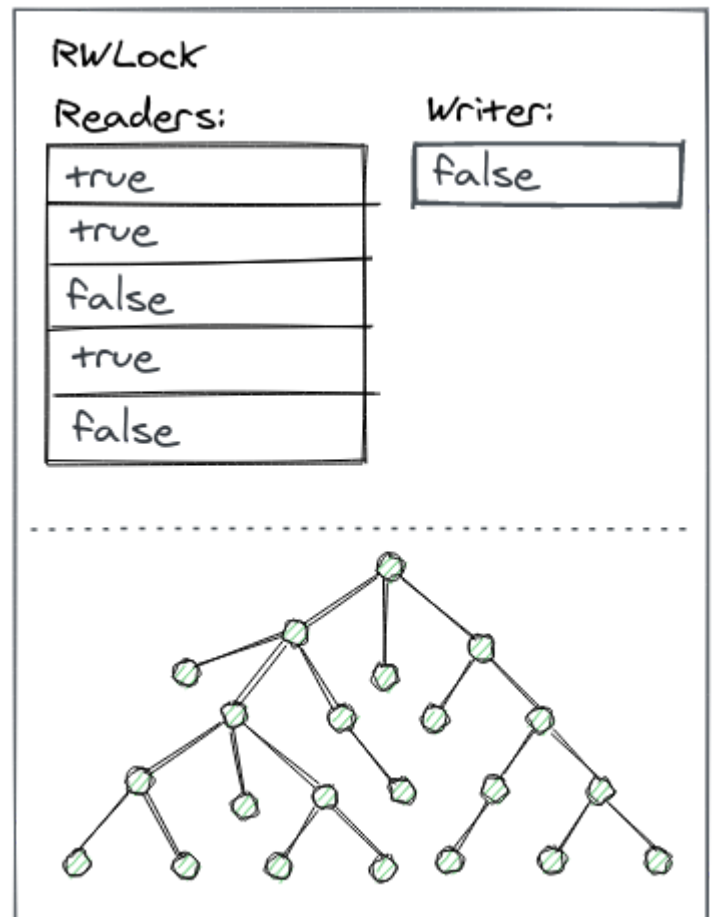 RWLock
Readers:
true
true
false
true
false
Writer:
false